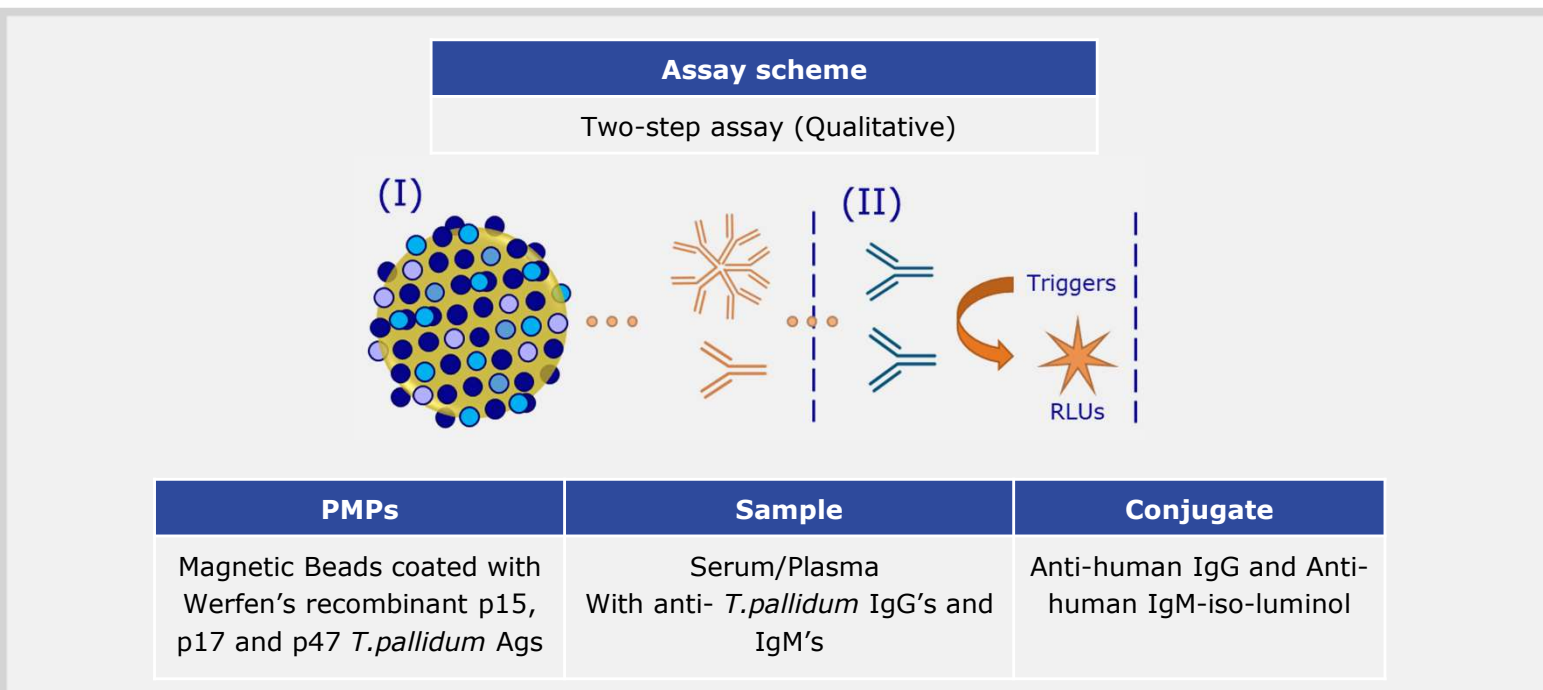 Assay scheme
Two-step assay (Qualitative)
(I)
(II)
Triggers
RLUs
PMPs
Sample
Conjugate
Magnetic Beads coated with
Werfen's recombinant p15,
p17 and p47 T.pallidum Ags
Serum/Plasma
With anti- T.pallidum IgG's and
IgM's
Anti-human IgG and Anti-
human IgM-iso-luminol